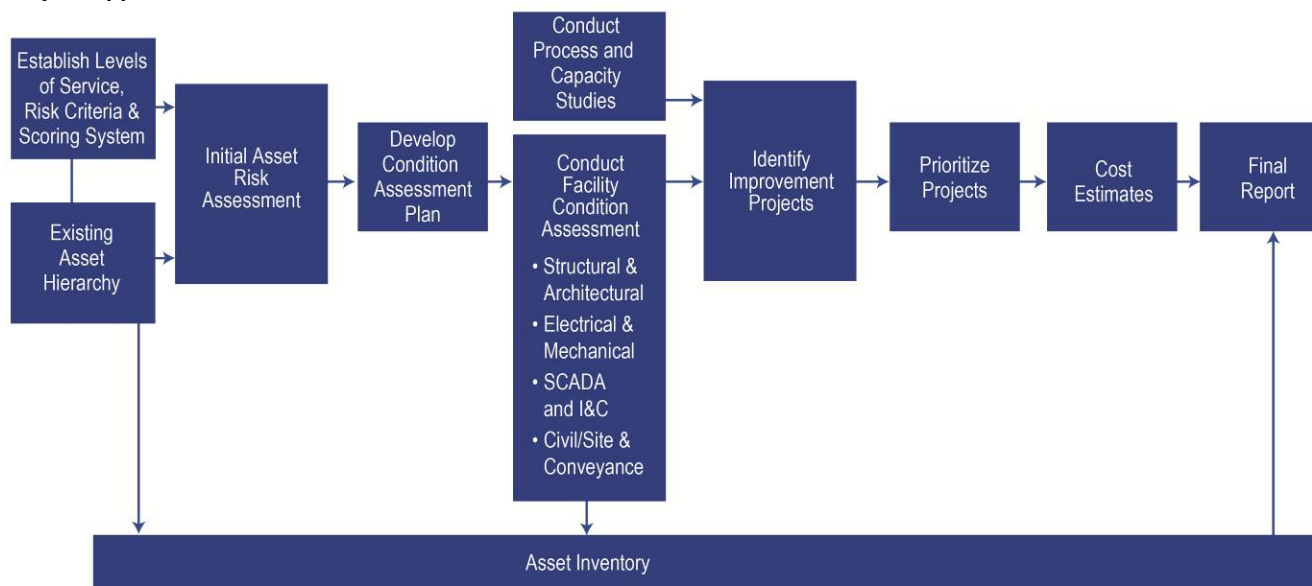 Establish Levels
of Service,
Risk Criteria &
Scoring System
Existing
Asset
Hierarchy
Initial Asset
Risk
Assessment
Develop
Condition
Assessment
Plan
Conduct
Process and
Capacity
Studies
Conduct
Facility
Condition
Assessment
• Structural &
Architectural
• Electrical &
Mechanical
• SCADA
and I&C
• Civil/Site &
Conveyance
Identify
Improvement
Projects
Prioritize
Projects
Cost
Estimates
Final
Report
Asset Inventory